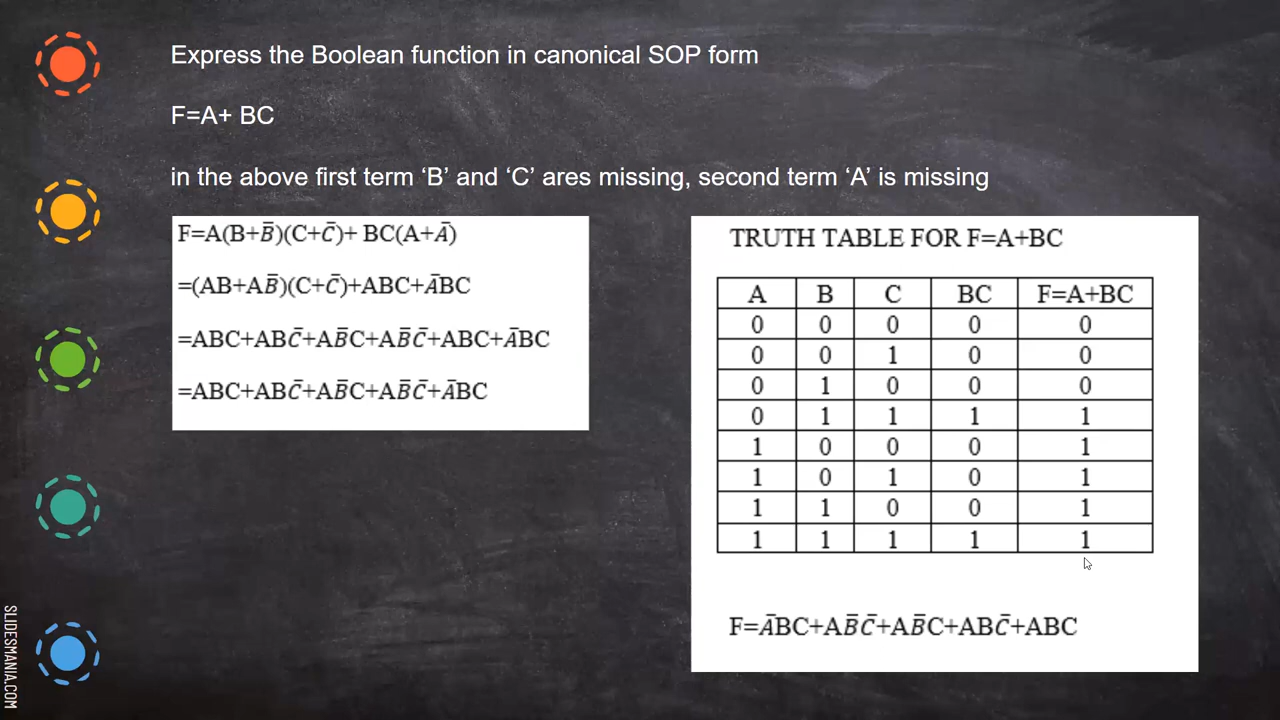 Express the Boolean function in canonical SOP form
F=A+ BC
in the above first term ‘B’ and ‘C’ ares missing, second term ‘A’ is missing
F=A(B+B̅)(C+C̅)+ BC(A+A̅)
=(AB+AB̅)(C+C̅)+ABC+A̅BC
=ABC+ABC̅+AB̅C+AB̅C̅+ABC+A̅BC
=ABC+ABC̅+AB̅C+AB̅C̅+A̅BC
TRUTH TABLE FOR F=A+BC
A B C BC F=A+BC
0 0 0 0 0
0 0 1 0 0
0 1 0 0 0
0 1 1 1 1
1 0 0 0 1
1 0 1 0 1
1 1 0 0 1
1 1 1 1 1
F=A̅BC+AB̅C̅+AB̅C+ABC̅+ABC
SLIDESMANIA.COM